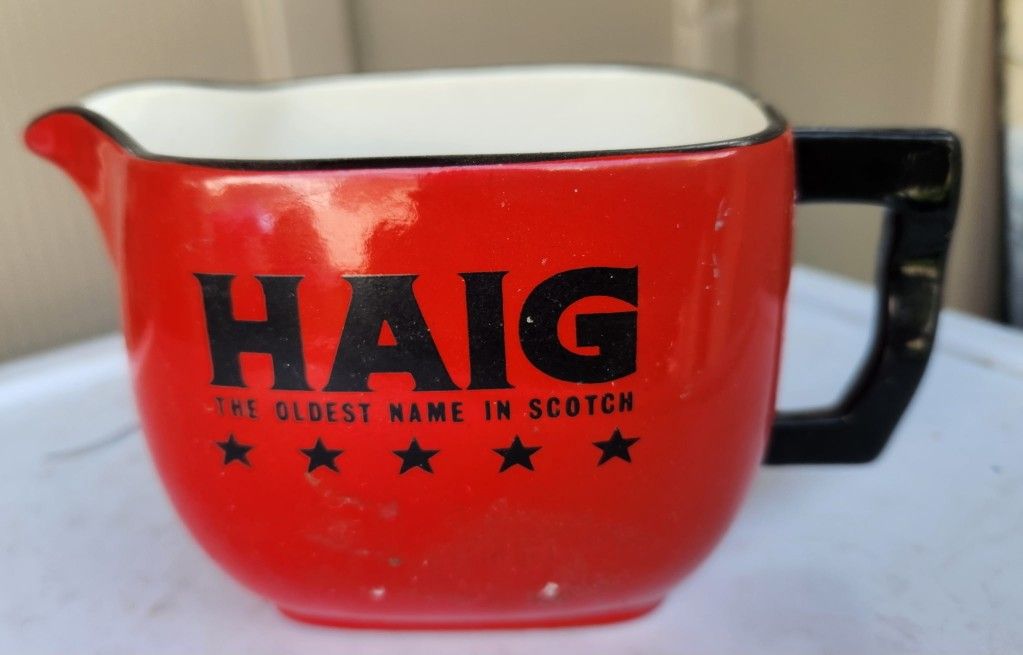 HAIG
THE OLDEST NAME IN SCOTCH